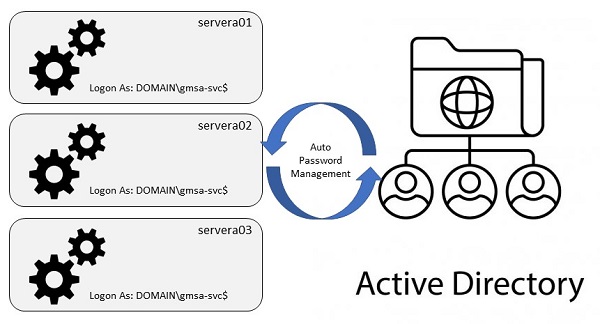 servera01
Logon As: DOMAIN\gmsa-svc$
servera02
Logon As: DOMAIN\gmsa-svc$
servera03
Logon As: DOMAIN\gmsa-svc$
Auto
Password
Management
Active Directory